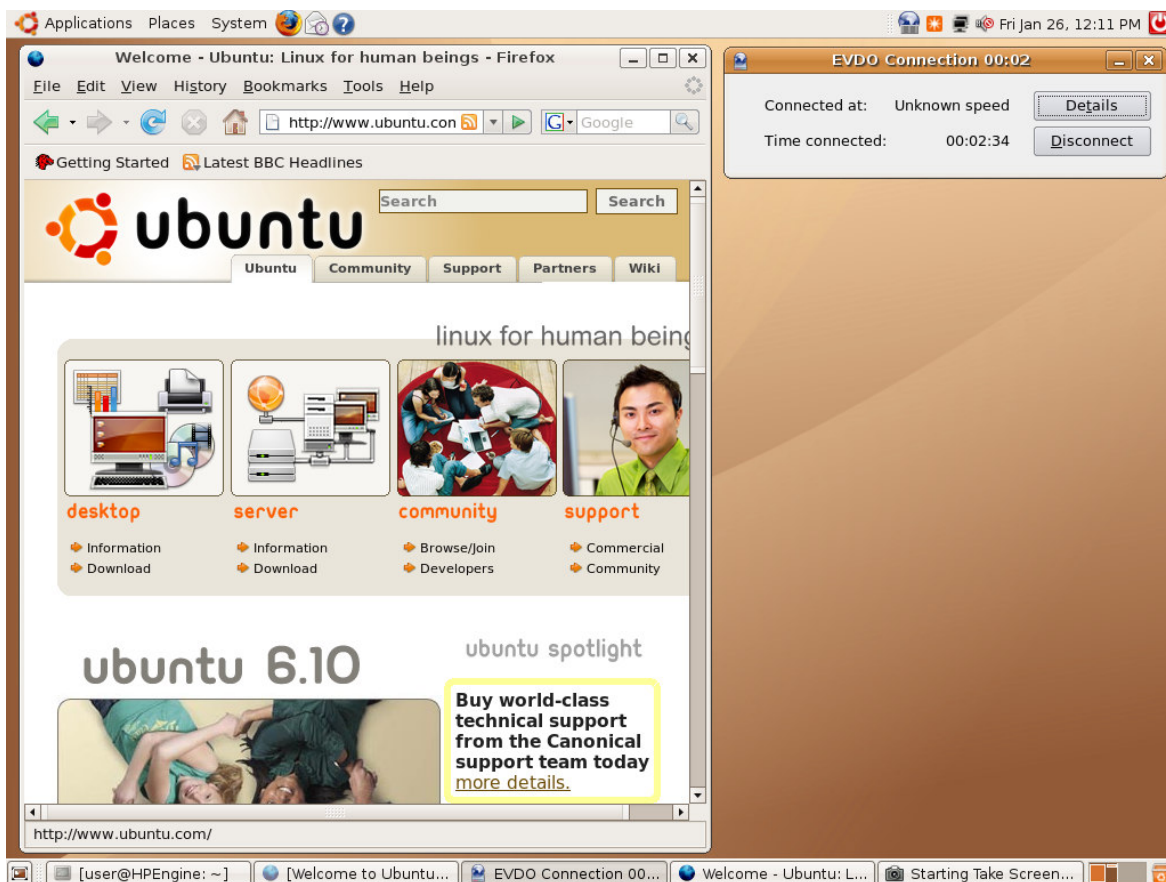 Applications Places System Fri Jan 26, 12:11 PM
Welcome - Ubuntu: Linux for human beings - Firefox
File Edit View History Bookmarks Tools Help
http://www.ubuntu.con G Google
Getting Started Latest BBC Headlines
ubuntu
Search Search
Ubuntu Community Support Partners Wiki
linux for human being
desktop server community support
Information Information Browse/Join Commercial
Download Download Developers Community
ubuntu 6.10
ubuntu spotlight
Buy world-class
technical support
from the Canonical
support team today
more details.
http://www.ubuntu.com/
EVDO Connection 00:02
Connected at: Unknown speed Details
Time connected: 00:02:34 Disconnect
[user@HPEngine: ~] [Welcome to Ubuntu... EVDO Connection 00... Welcome - Ubuntu: L... Starting Take Screen...